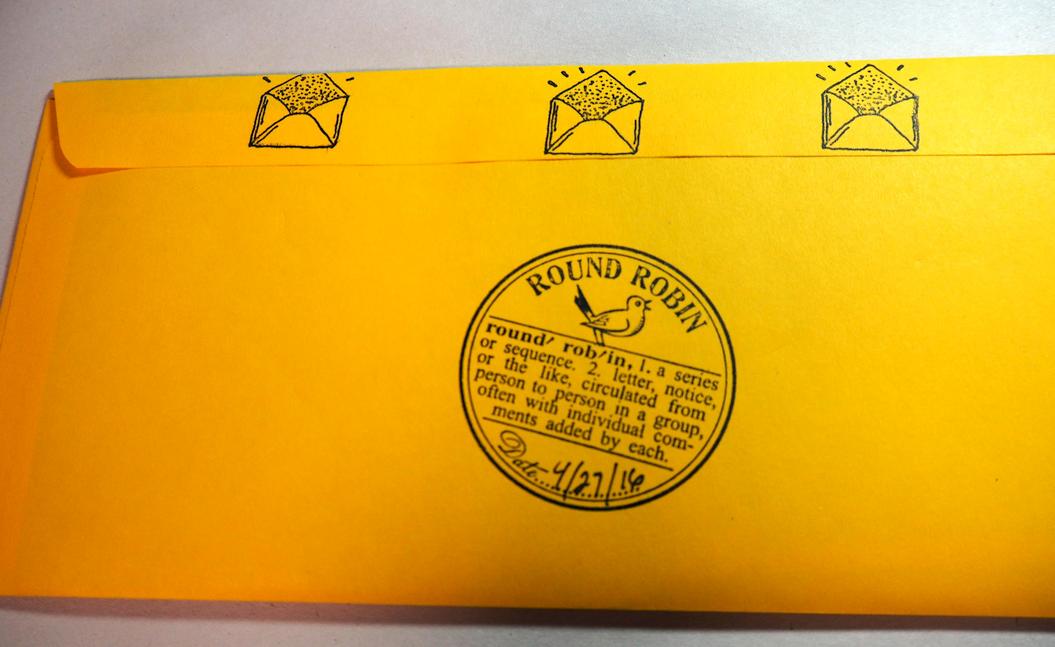 ROUND ROBIN
round′ rob′in, 1. a series
or sequence. 2. letter, notice,
or the like, circulated from
person to person in a group,
often with individual com-
ments added by each.
Date....4/27/16